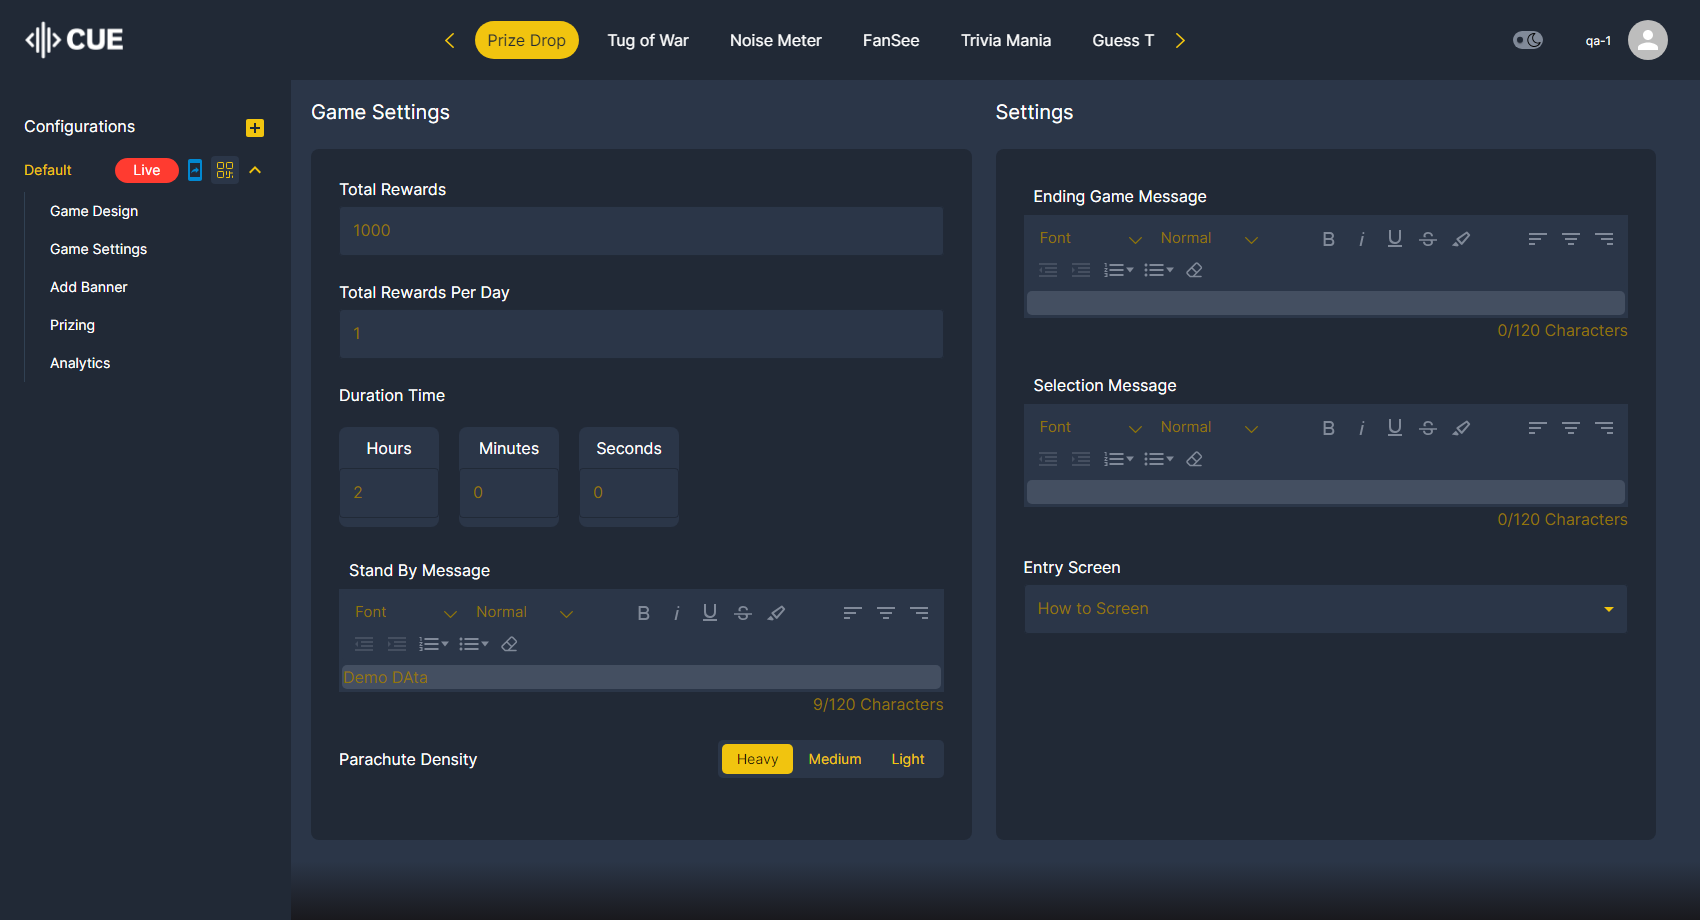 CUE
Prize Drop
Tug of War
Noise Meter
FanSee
Trivia Mania
Guess T
qa-1
Configurations
Default
Live
Game Design
Game Settings
Add Banner
Prizing
Analytics
Game Settings
Total Rewards
1000
Total Rewards Per Day
1
Duration Time
Hours
Minutes
Seconds
2
0
0
Stand By Message
Font
Normal
Demo DAta
9/120 Characters
Parachute Density
Heavy
Medium
Light
Settings
Ending Game Message
Font
Normal
0/120 Characters
Selection Message
Font
Normal
0/120 Characters
Entry Screen
How to Screen